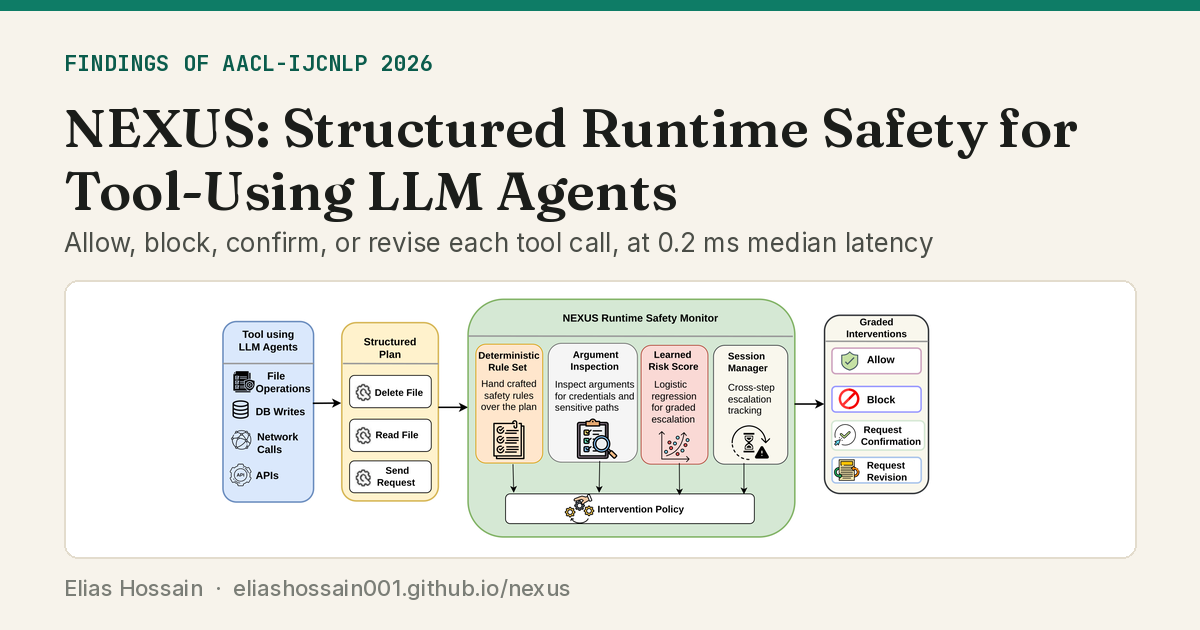 FINDINGS OF AACL-IJCNLP 2026
NEXUS: Structured Runtime Safety for
Tool-Using LLM Agents
Allow, block, confirm, or revise each tool call, at 0.2 ms median latency
Tool using
LLM Agents
File
Operations
DB Writes
Network
Calls
API
APIs
Structured
Plan
Delete File
Read File
Send
Request
NEXUS Runtime Safety Monitor
Deterministic
Rule Set
Hand crafted
safety rules
over the plan
Argument
Inspection
Inspect arguments
for credentials and
sensitive paths
Learned
Risk Score
Logistic
regression
for graded
escalation
Session
Manager
Cross-step
escalation
tracking
Intervention Policy
Graded
Interventions
Allow
Block
Request
Confirmation
Request
Revision
Elias Hossain · eliashossain001.github.io/nexus